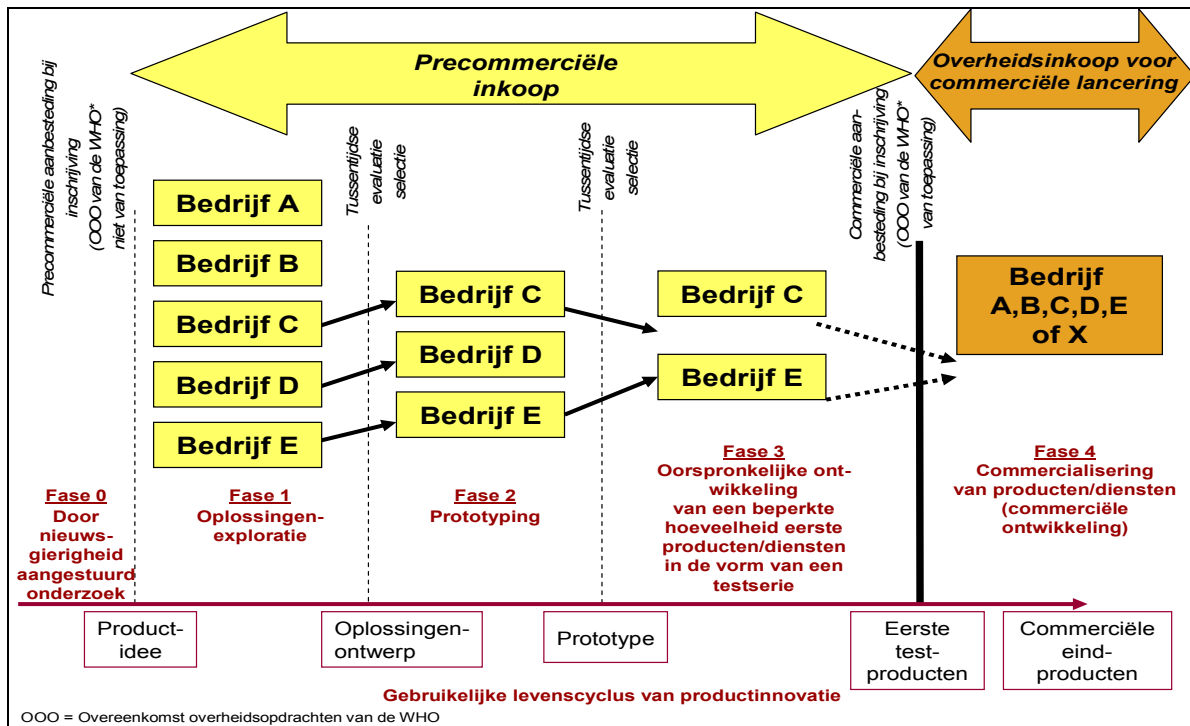 Precommerciële
inkoop
Overheidsinkoop voor
commerciële lancering
Precommerciële aanbesteding bij
inschrijving
(OOO van de WHO*
niet van toepassing)
Tussentijdse
evaluatie
selectie
Tussentijdse
evaluatie
selectie
Commerciële aan-
besteding bij inschrijving
(OOO van de WHO*
van toepassing)
Bedrijf A
Bedrijf B
Bedrijf C
Bedrijf D
Bedrijf E
Bedrijf C
Bedrijf D
Bedrijf E
Bedrijf C
Bedrijf E
Bedrijf
A,B,C,D,E
of X
Fase 0
Door
nieuws-
gierigheid
aangestuurd
onderzoek
Fase 1
Oplossingen-
exploratie
Fase 2
Prototyping
Fase 3
Oorspronkelijke ont-
wikkeling
van een beperkte
hoeveelheid eerste
producten/diensten
in de vorm van een
testserie
Fase 4
Commercialisering
van producten/diensten
(commerciële
ontwikkeling)
Product-
idee
Oplossingen-
ontwerp
Prototype
Eerste
test-
producten
Commerciële
eind-
producten
Gebruikelijke levenscyclus van productinnovatie
OOO = Overeenkomst overheidsopdrachten van de WHO